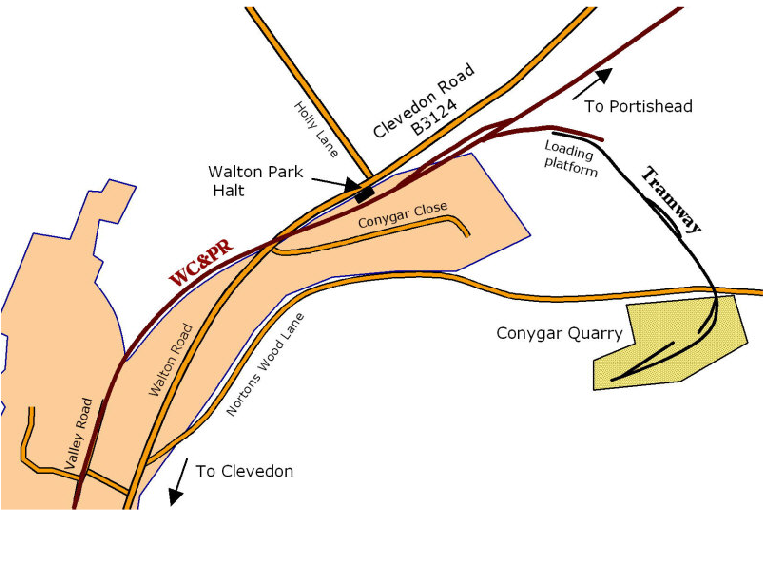 Holly Lane
Clevedon Road
B3124
To Portishead
Loading
platform
Tramway
Walton Park
Halt
Conygar Close
WC&PR
Conygar Quarry
Walton Road
Nortons Wood Lane
Valley Road
To Clevedon